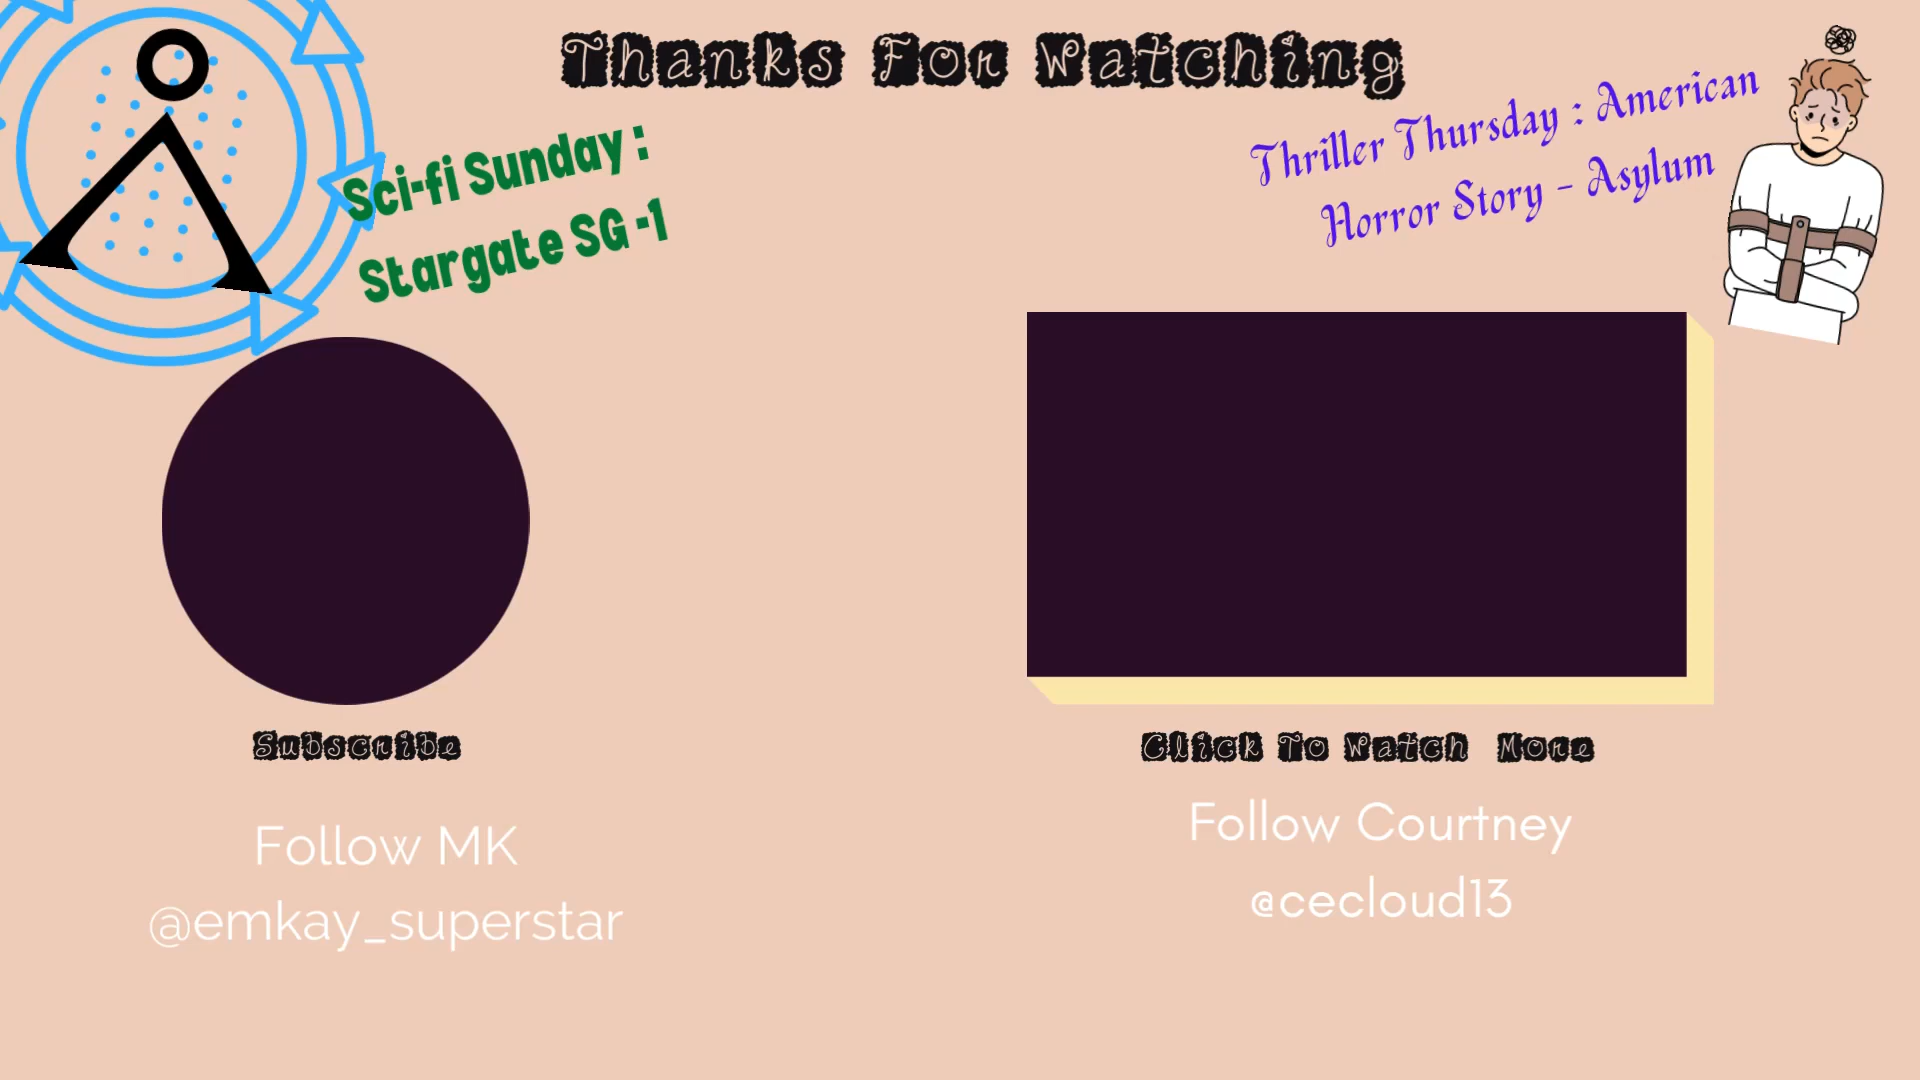 Thanks For Watching
Sci-fi Sunday :
Stargate SG -1
Thriller Thursday : American
Horror Story - Asylum
Subscribe
Click To Watch More
Follow MK
@emkay_superstar
Follow Courtney
@cecloud13